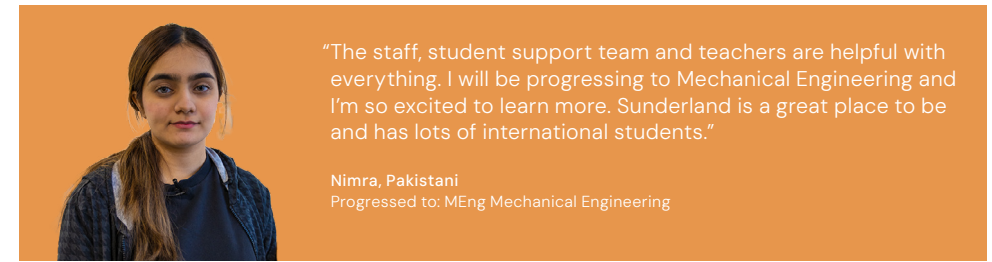 “The staff, student support team and teachers are helpful with
everything. I will be progressing to Mechanical Engineering and
I’m so excited to learn more. Sunderland is a great place to be
and has lots of international students.”
Nimra, Pakistani
Progressed to: MEng Mechanical Engineering